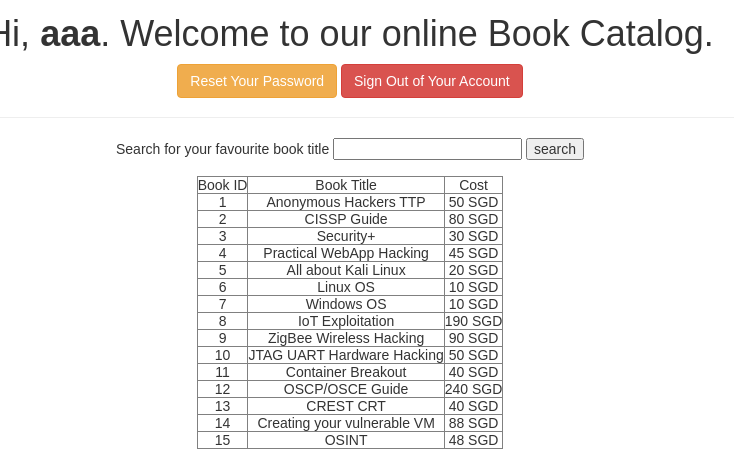 Hi, aaa. Welcome to our online Book Catalog.
Reset Your Password Sign Out of Your Account
Search for your favourite book title search
Book ID Book Title Cost
1 Anonymous Hackers TTP 50 SGD
2 CISSP Guide 80 SGD
3 Security+ 30 SGD
4 Practical WebApp Hacking 45 SGD
5 All about Kali Linux 20 SGD
6 Linux OS 10 SGD
7 Windows OS 10 SGD
8 IoT Exploitation 190 SGD
9 ZigBee Wireless Hacking 90 SGD
10 JTAG UART Hardware Hacking 50 SGD
11 Container Breakout 40 SGD
12 OSCP/OSCE Guide 240 SGD
13 CREST CRT 40 SGD
14 Creating your vulnerable VM 88 SGD
15 OSINT 48 SGD